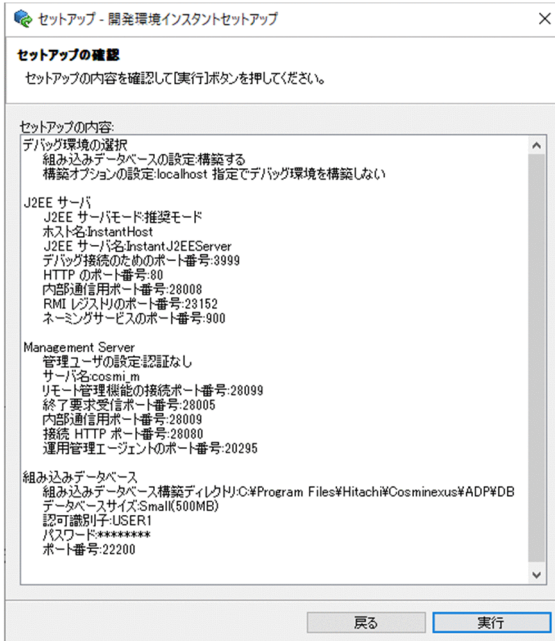 セットアップ - 開発環境インスタントセットアップ
セットアップの確認
セットアップの内容を確認して[実行]ボタンを押してください。
セットアップの内容:
デバッグ環境の選択
組み込みデータベースの設定:構築する
構築オプションの設定:localhost 指定でデバッグ環境を構築しない
J2EE サーバ
J2EE サーバモード:推奨モード
ホスト名:InstantHost
J2EE サーバ名:InstantJ2EEServer
デバッグ接続のためのポート番号:3999
HTTP のポート番号:80
内部通信用ポート番号:28008
RMI レジストリのポート番号:23152
ネーミングサービスのポート番号:900
Management Server
管理ユーザの設定:認証なし
サーバ名:cosmi_m
リモート管理機能の接続ポート番号:28099
終了要求受信ポート番号:28005
内部通信用ポート番号:28009
接続 HTTP ポート番号:28080
運用管理エージェントのポート番号:20295
組み込みデータベース
組み込みデータベース構築ディレクトリ:C:¥Program Files¥Hitachi¥Cosminexus¥ADP¥DB
データベースサイズ:Small(500MB)
認可識別子:USER1
パスワード:********
ポート番号:22200
戻る
実行